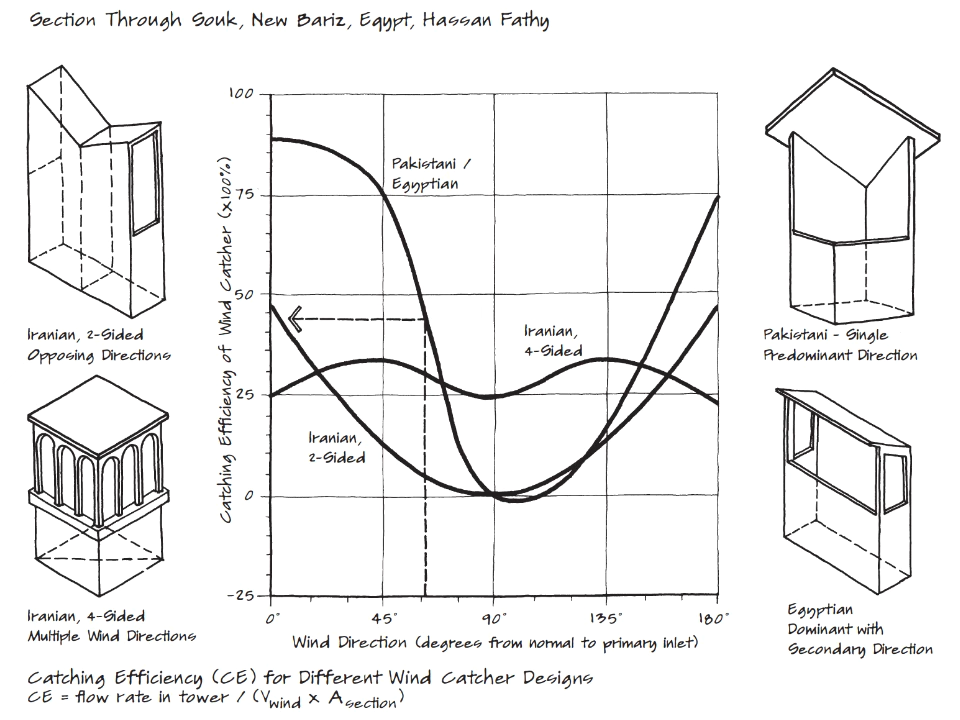 Section Through Souk, New Bariz, Egypt, Hassan Fathy
Iranian, 2-Sided
Opposing Directions
Iranian, 4-Sided
Multiple Wind Directions
Catching Efficiency of Wind Catcher (x100%)
100
75
50
25
0
-25
Pakistani /
Egyptian
Iranian,
4-Sided
Iranian,
2-Sided
0° 45° 90° 135° 180°
Wind Direction (degrees from normal to primary inlet)
Pakistani - Single
Predominant Direction
Egyptian
Dominant with
Secondary Direction
Catching Efficiency (CE) for Different Wind Catcher Designs
CE = flow rate in tower / (Vwind x Asection)